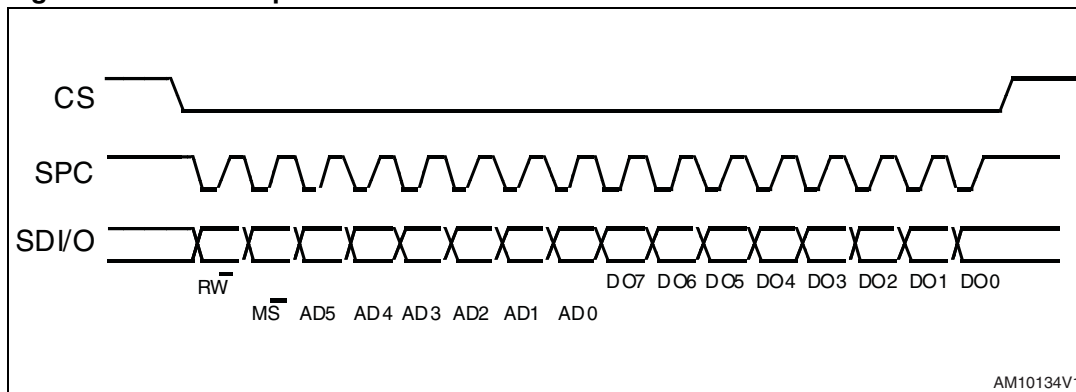 CS
SPC
SDI/O
RW
DO7 DO6 DO5 DO4 DO3 DO2 DO1 DO0
MS AD5 AD4 AD3 AD2 AD1 AD0
AM10134V1